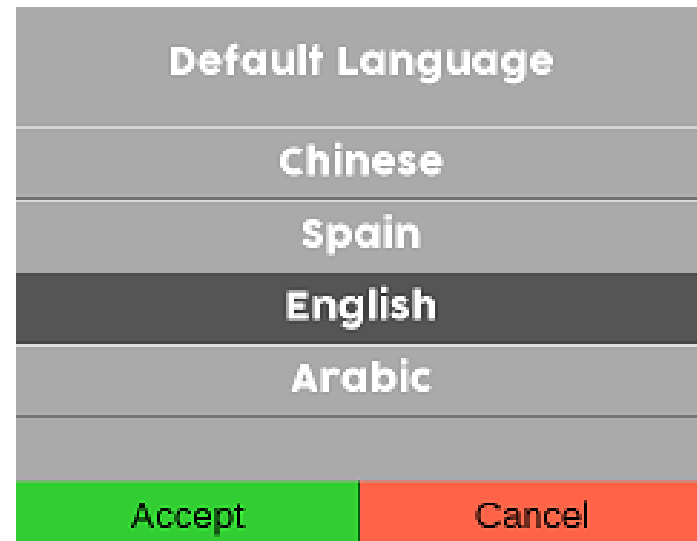 Default Language
Chinese
Spain
English
Arabic
Accept
Cancel